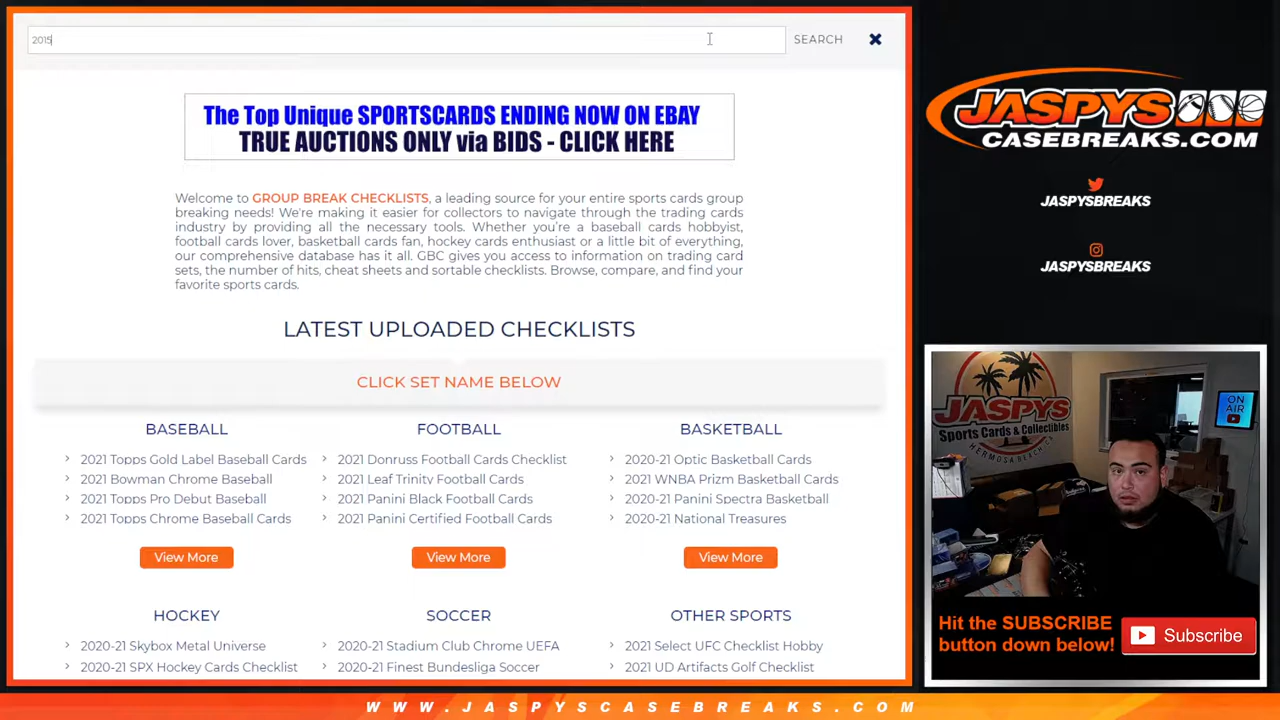 2015
SEARCH
The Top Unique SPORTSCARDS ENDING NOW ON EBAY
TRUE AUCTIONS ONLY via BIDS - CLICK HERE
Welcome to GROUP BREAK CHECKLISTS, a leading source for your entire sports cards group
breaking needs! We're making it easier for collectors to navigate through the trading cards
industry by providing all the necessary tools. Whether you're a baseball cards hobbyist,
football cards lover, basketball cards fan, hockey cards enthusiast or a little bit of everything,
our comprehensive database has it all. GBC gives you access to information on trading card
sets, the number of hits, cheat sheets and sortable checklists. Browse, compare, and find your
favorite sports cards.
LATEST UPLOADED CHECKLISTS
CLICK SET NAME BELOW
BASEBALL
2021 Topps Gold Label Baseball Cards
2021 Bowman Chrome Baseball
2021 Topps Pro Debut Baseball
2021 Topps Chrome Baseball Cards
View More
FOOTBALL
2021 Donruss Football Cards Checklist
2021 Leaf Trinity Football Cards
2021 Panini Black Football Cards
2021 Panini Certified Football Cards
View More
BASKETBALL
2020-21 Optic Basketball Cards
2021 WNBA Prizm Basketball Cards
2020-21 Panini Spectra Basketball
2020-21 National Treasures
View More
HOCKEY
2020-21 Skybox Metal Universe
2020-21 SPX Hockey Cards Checklist
SOCCER
2020-21 Stadium Club Chrome UEFA
2020-21 Finest Bundesliga Soccer
OTHER SPORTS
2021 Select UFC Checklist Hobby
2021 UD Artifacts Golf Checklist
JASPYS
CASEBREAKS.COM
JASPYSBREAKS
JASPYSBREAKS
JASPYS
Sports Cards & Collectibles
HERMOSA BEACH
ON
AIR
Hit the SUBSCRIBE
button down below!
Subscribe
WWW.JASPYSCASEBREAKS.COM